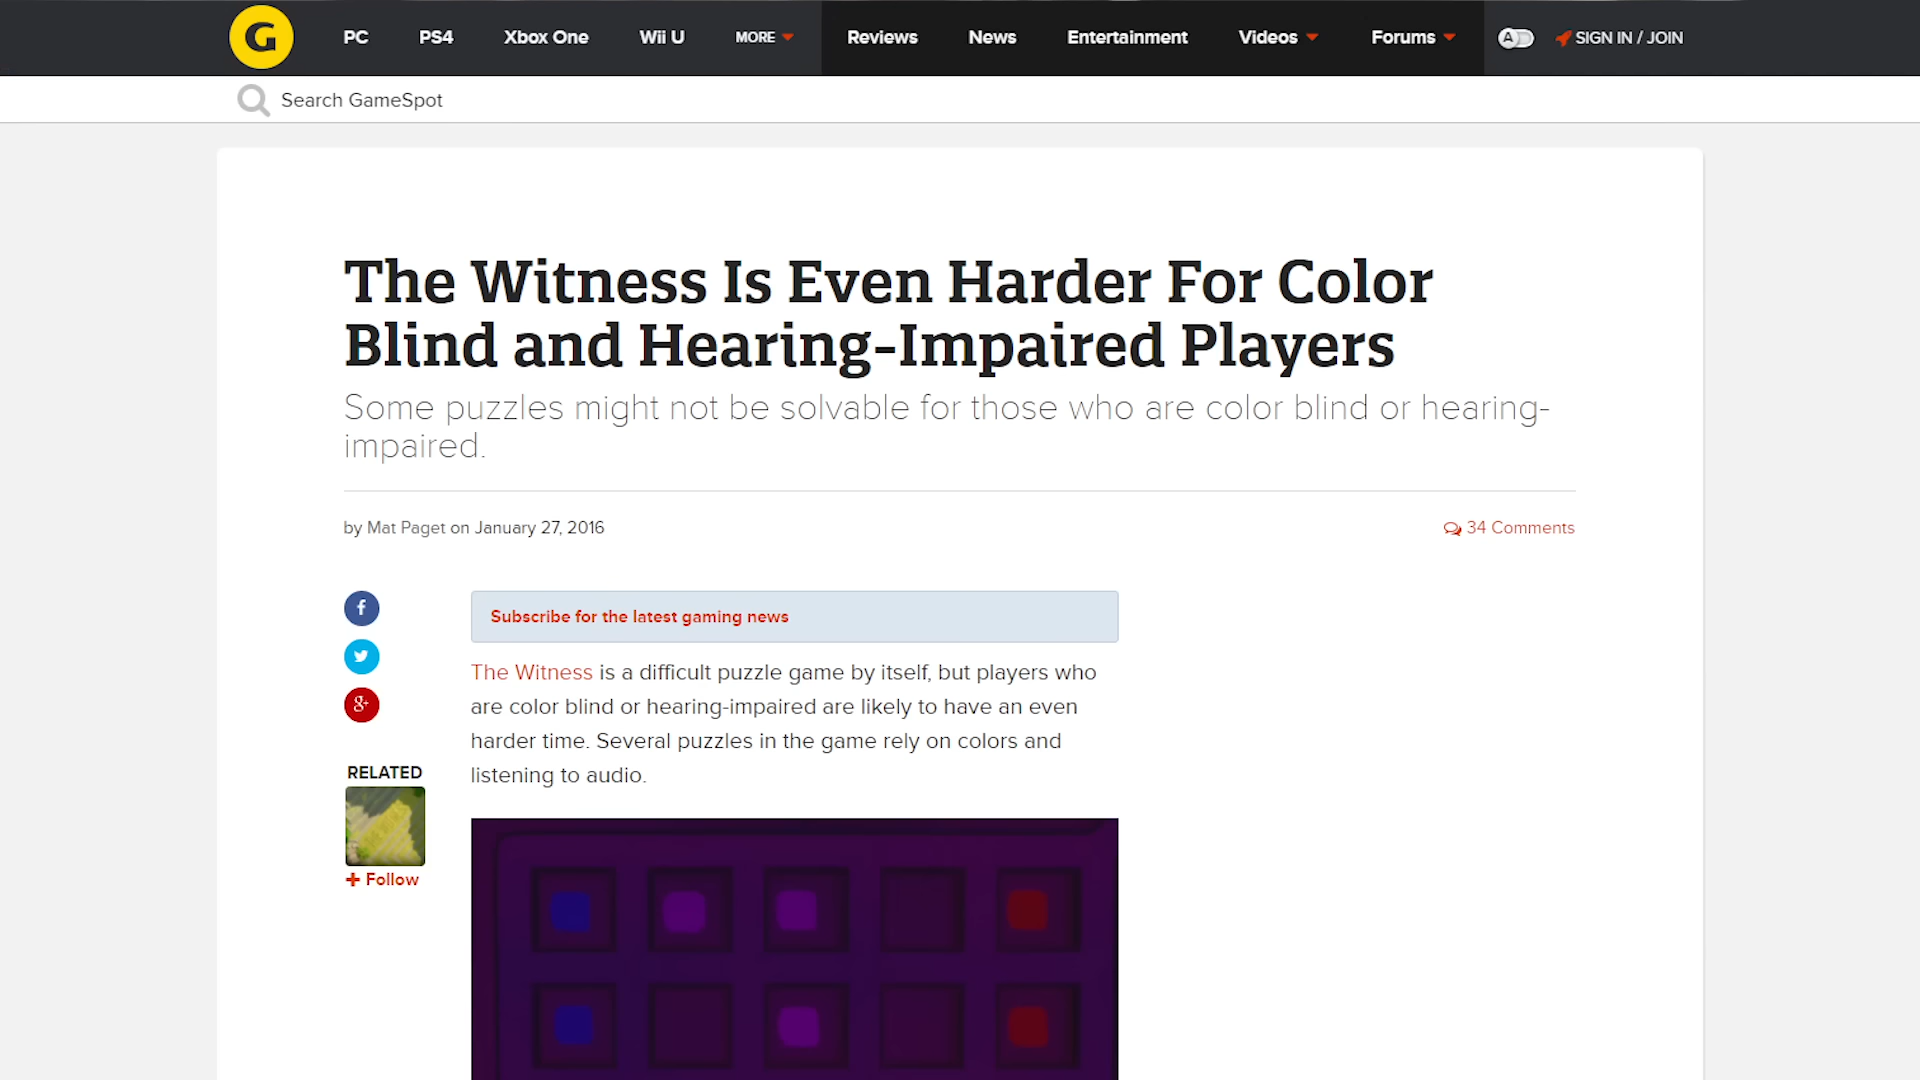 G PC PS4 Xbox One Wii U MORE Reviews News Entertainment Videos Forums A SIGN IN / JOIN
Search GameSpot
The Witness Is Even Harder For Color
Blind and Hearing-Impaired Players
Some puzzles might not be solvable for those who are color blind or hearing-
impaired.
by Mat Paget on January 27, 2016
34 Comments
f
g+
RELATED
+ Follow
Subscribe for the latest gaming news
The Witness is a difficult puzzle game by itself, but players who
are color blind or hearing-impaired are likely to have an even
harder time. Several puzzles in the game rely on colors and
listening to audio.